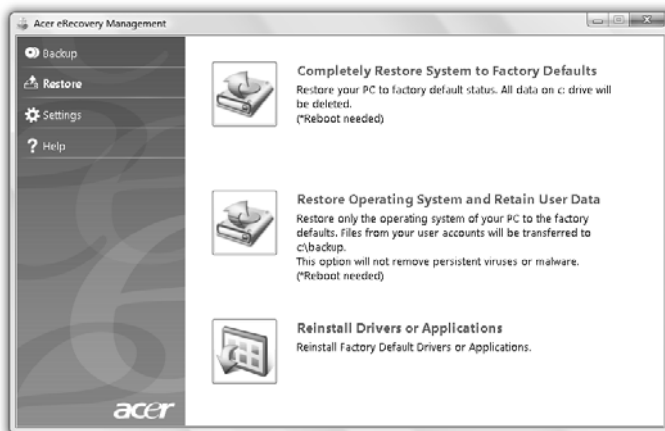 Acer eRecovery Management
Backup
Restore
Settings
? Help
Completely Restore System to Factory Defaults
Restore your PC to factory default status. All data on c: drive will
be deleted.
(*Reboot needed)
Restore Operating System and Retain User Data
Restore only the operating system of your PC to the factory
defaults. Files from your user accounts will be transferred to
c:\backup.
This option will not remove persistent viruses or malware.
(*Reboot needed)
Reinstall Drivers or Applications
Reinstall Factory Default Drivers or Applications.
acer